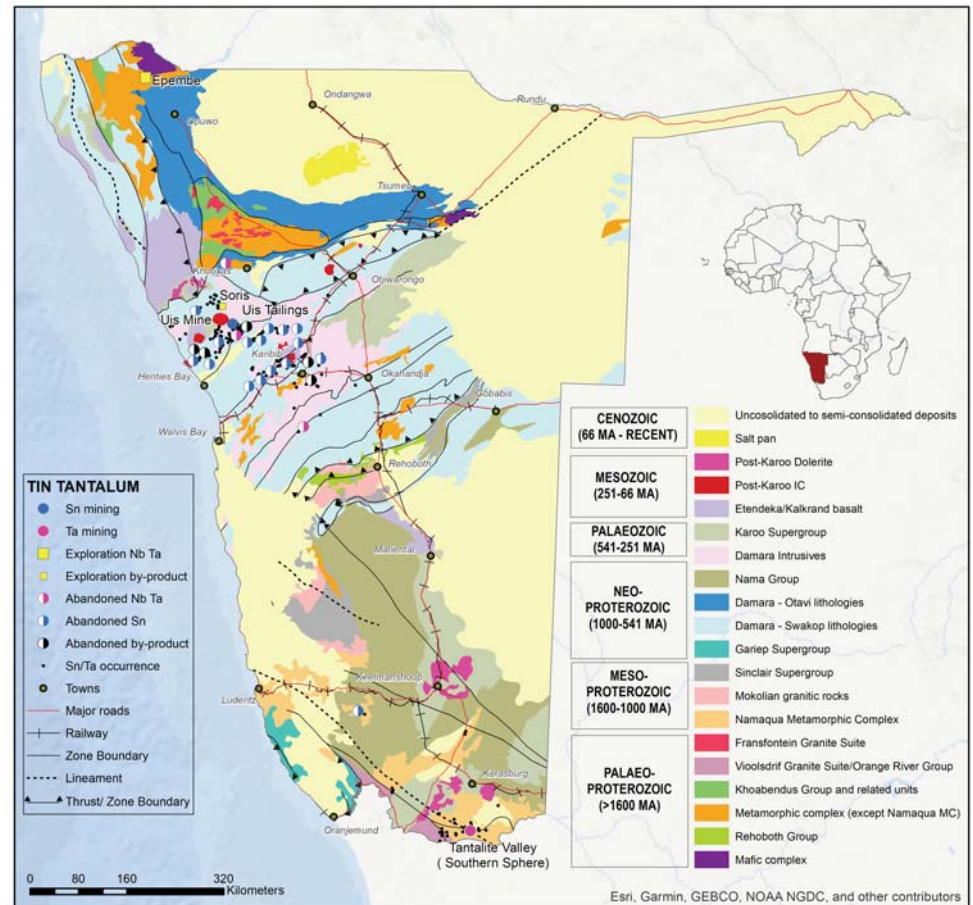 Epembe
Ondangwa
Rundu
Opuwo
Tsumeb
Khorixas
Otjiwarongo
Soris
Uis Tailings
Uis Mine
Karibib
Okahandja
Henties Bay
Gobabis
Walvis Bay
Rehoboth
Mariental
Keetmanshoop
Luderitz
Karasburg
Oranjemund
Tantalite Valley
( Southern Sphere)
TIN TANTALUM
Sn mining
Ta mining
Exploration Nb Ta
Exploration by-product
Abandoned Nb Ta
Abandoned Sn
Abandoned by-product
Sn/Ta occurrence
Towns
Major roads
Railway
Zone Boundary
Lineament
Thrust/ Zone Boundary
0 40 80 160 320
Kilometers
CENOZOIC
(66 MA - RECENT)
MESOZOIC
(251-66 MA)
PALAEOZOIC
(541-251 MA)
NEO-
PROTEROZOIC
(1000-541 MA)
MESO-
PROTEROZOIC
(1600-1000 MA)
PALAEO-
PROTEROZOIC
(>1600 MA)
Uncosolidated to semi-consolidated deposits
Salt pan
Post-Karoo Dolerite
Post-Karoo IC
Etendeka/Kalkrand basalt
Karoo Supergroup
Damara Intrusives
Nama Group
Damara - Otavi lithologies
Damara - Swakop lithologies
Gariep Supergroup
Sinclair Supergroup
Mokolian granitic rocks
Namaqua Metamorphic Complex
Fransfontein Granite Suite
Vioolsdrif Granite Suite/Orange River Group
Khoabendus Group and related units
Metamorphic complex (except Namaqua MC)
Rehoboth Group
Mafic complex
Esri, Garmin, GEBCO, NOAA NGDC, and other contributors